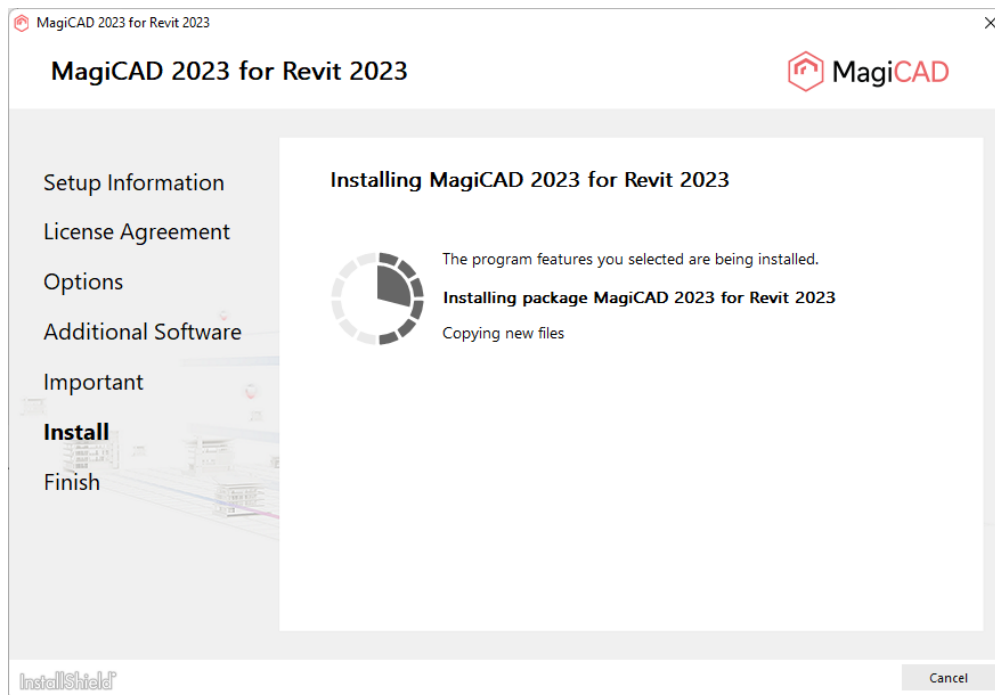 MagiCAD 2023 for Revit 2023
MagiCAD 2023 for Revit 2023
MagiCAD
Setup Information
License Agreement
Options
Additional Software
Important
Install
Finish
Installing MagiCAD 2023 for Revit 2023
The program features you selected are being installed.
Installing package MagiCAD 2023 for Revit 2023
Copying new files
InstallShield
Cancel